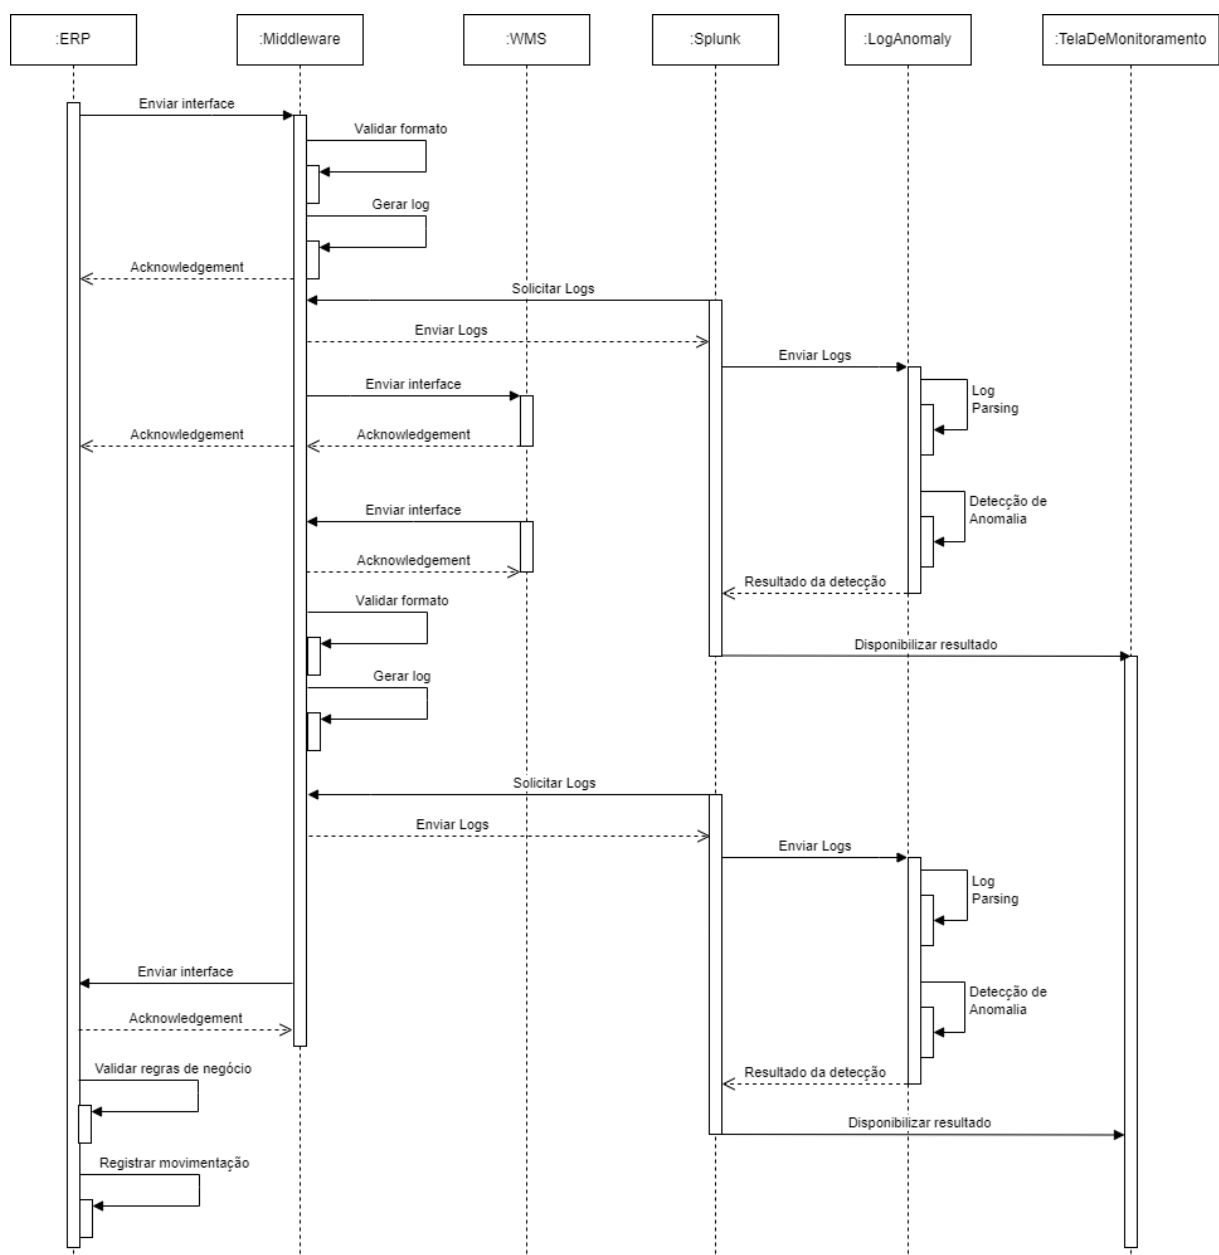 :ERP
:Middleware
:WMS
:Splunk
:LogAnomaly
:TelaDeMonitoramento
Enviar interface
Validar formato
Gerar log
Acknowledgement
Solicitar Logs
Enviar Logs
Enviar Logs
Enviar interface
Log
Parsing
Acknowledgement
Acknowledgement
Detecção de
Anomalia
Enviar interface
Acknowledgement
Resultado da detecção
Validar formato
Disponibilizar resultado
Gerar log
Solicitar Logs
Enviar Logs
Enviar Logs
Log
Parsing
Enviar interface
Detecção de
Anomalia
Acknowledgement
Validar regras de negócio
Resultado da detecção
Disponibilizar resultado
Registrar movimentação